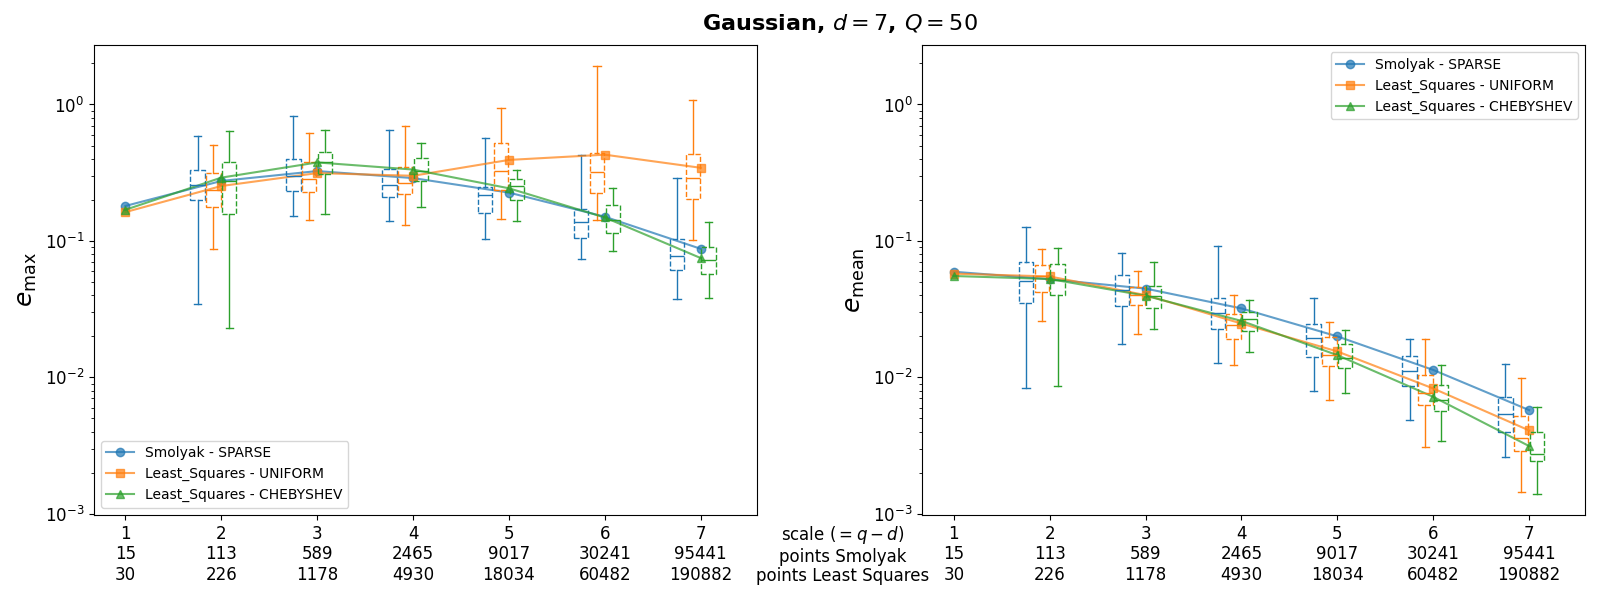 Gaussian, d = 7, Q = 50
e_max
10^0
10^-1
10^-2
10^-3
Smolyak - SPARSE
Least_Squares - UNIFORM
Least_Squares - CHEBYSHEV
1 2 3 4 5 6 7
15 113 589 2465 9017 30241 95441
30 226 1178 4930 18034 60482 190882
scale (= q − d)
points Smolyak
points Least Squares
e_mean
10^0
10^-1
10^-2
10^-3
Smolyak - SPARSE
Least_Squares - UNIFORM
Least_Squares - CHEBYSHEV
1 2 3 4 5 6 7
15 113 589 2465 9017 30241 95441
30 226 1178 4930 18034 60482 190882